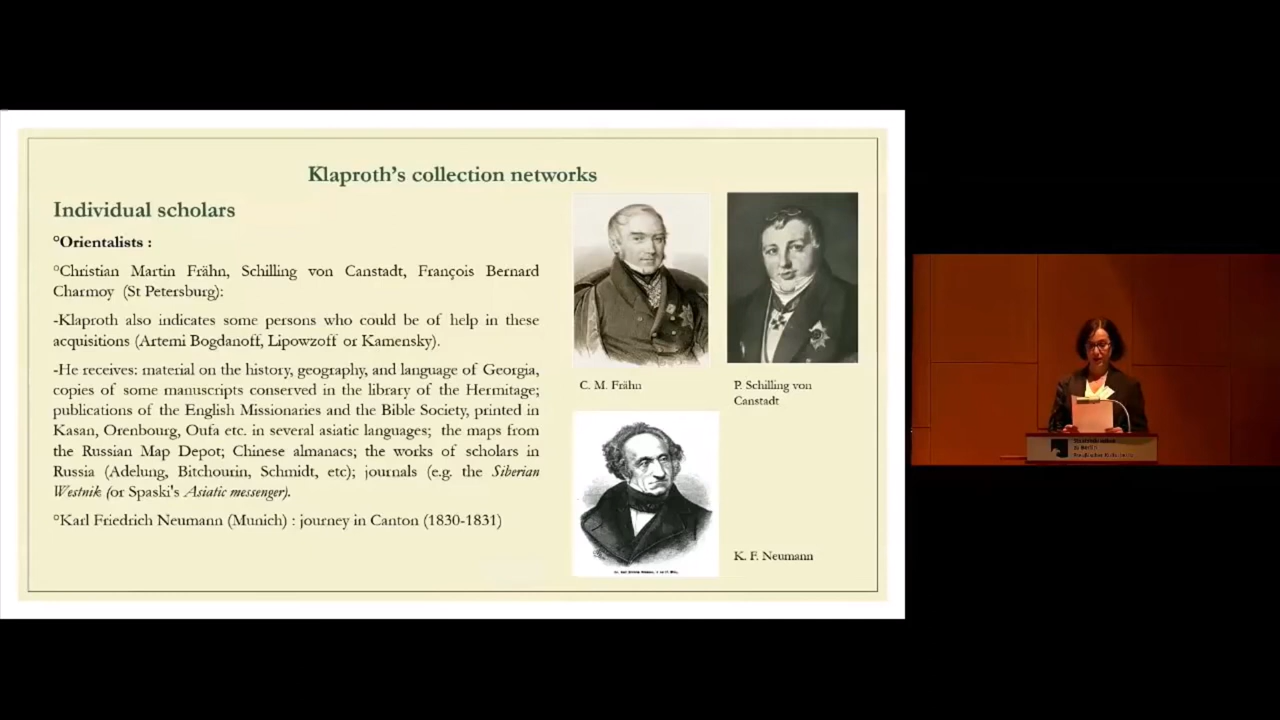 Klaproth's collection networks
Individual scholars
°Orientalists :
°Christian Martin Frähn, Schilling von Canstadt, François Bernard
Charmoy (St Petersburg):
-Klaproth also indicates some persons who could be of help in these
acquisitions (Artemi Bogdanoff, Lipowzoff or Kamensky).
-He receives: material on the history, geography, and language of Georgia,
copies of some manuscripts conserved in the library of the Hermitage;
publications of the English Missionaries and the Bible Society, printed in
Kasan, Orenbourg, Oufa etc. in several asiatic languages; the maps from
the Russian Map Depot; Chinese almanacs; the works of scholars in
Russia (Adelung, Bitchourin, Schmidt, etc); journals (e.g. the Siberian
Westnik (or Spaski's Asiatic messenger).
°Karl Friedrich Neumann (Munich) : journey in Canton (1830-1831)
C. M. Frähn
P. Schilling von
Canstadt
K. F. Neumann